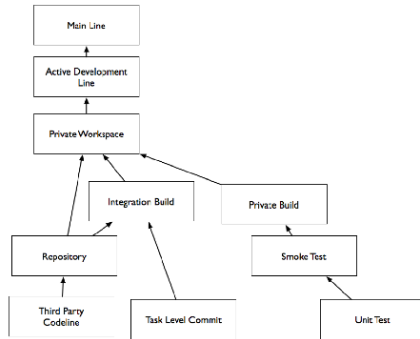 Main Line
Active Development
Line
Private Workspace
Integration Build
Private Build
Repository
Smoke Test
Third Party
Codeline
Task Level Commit
Unit Test